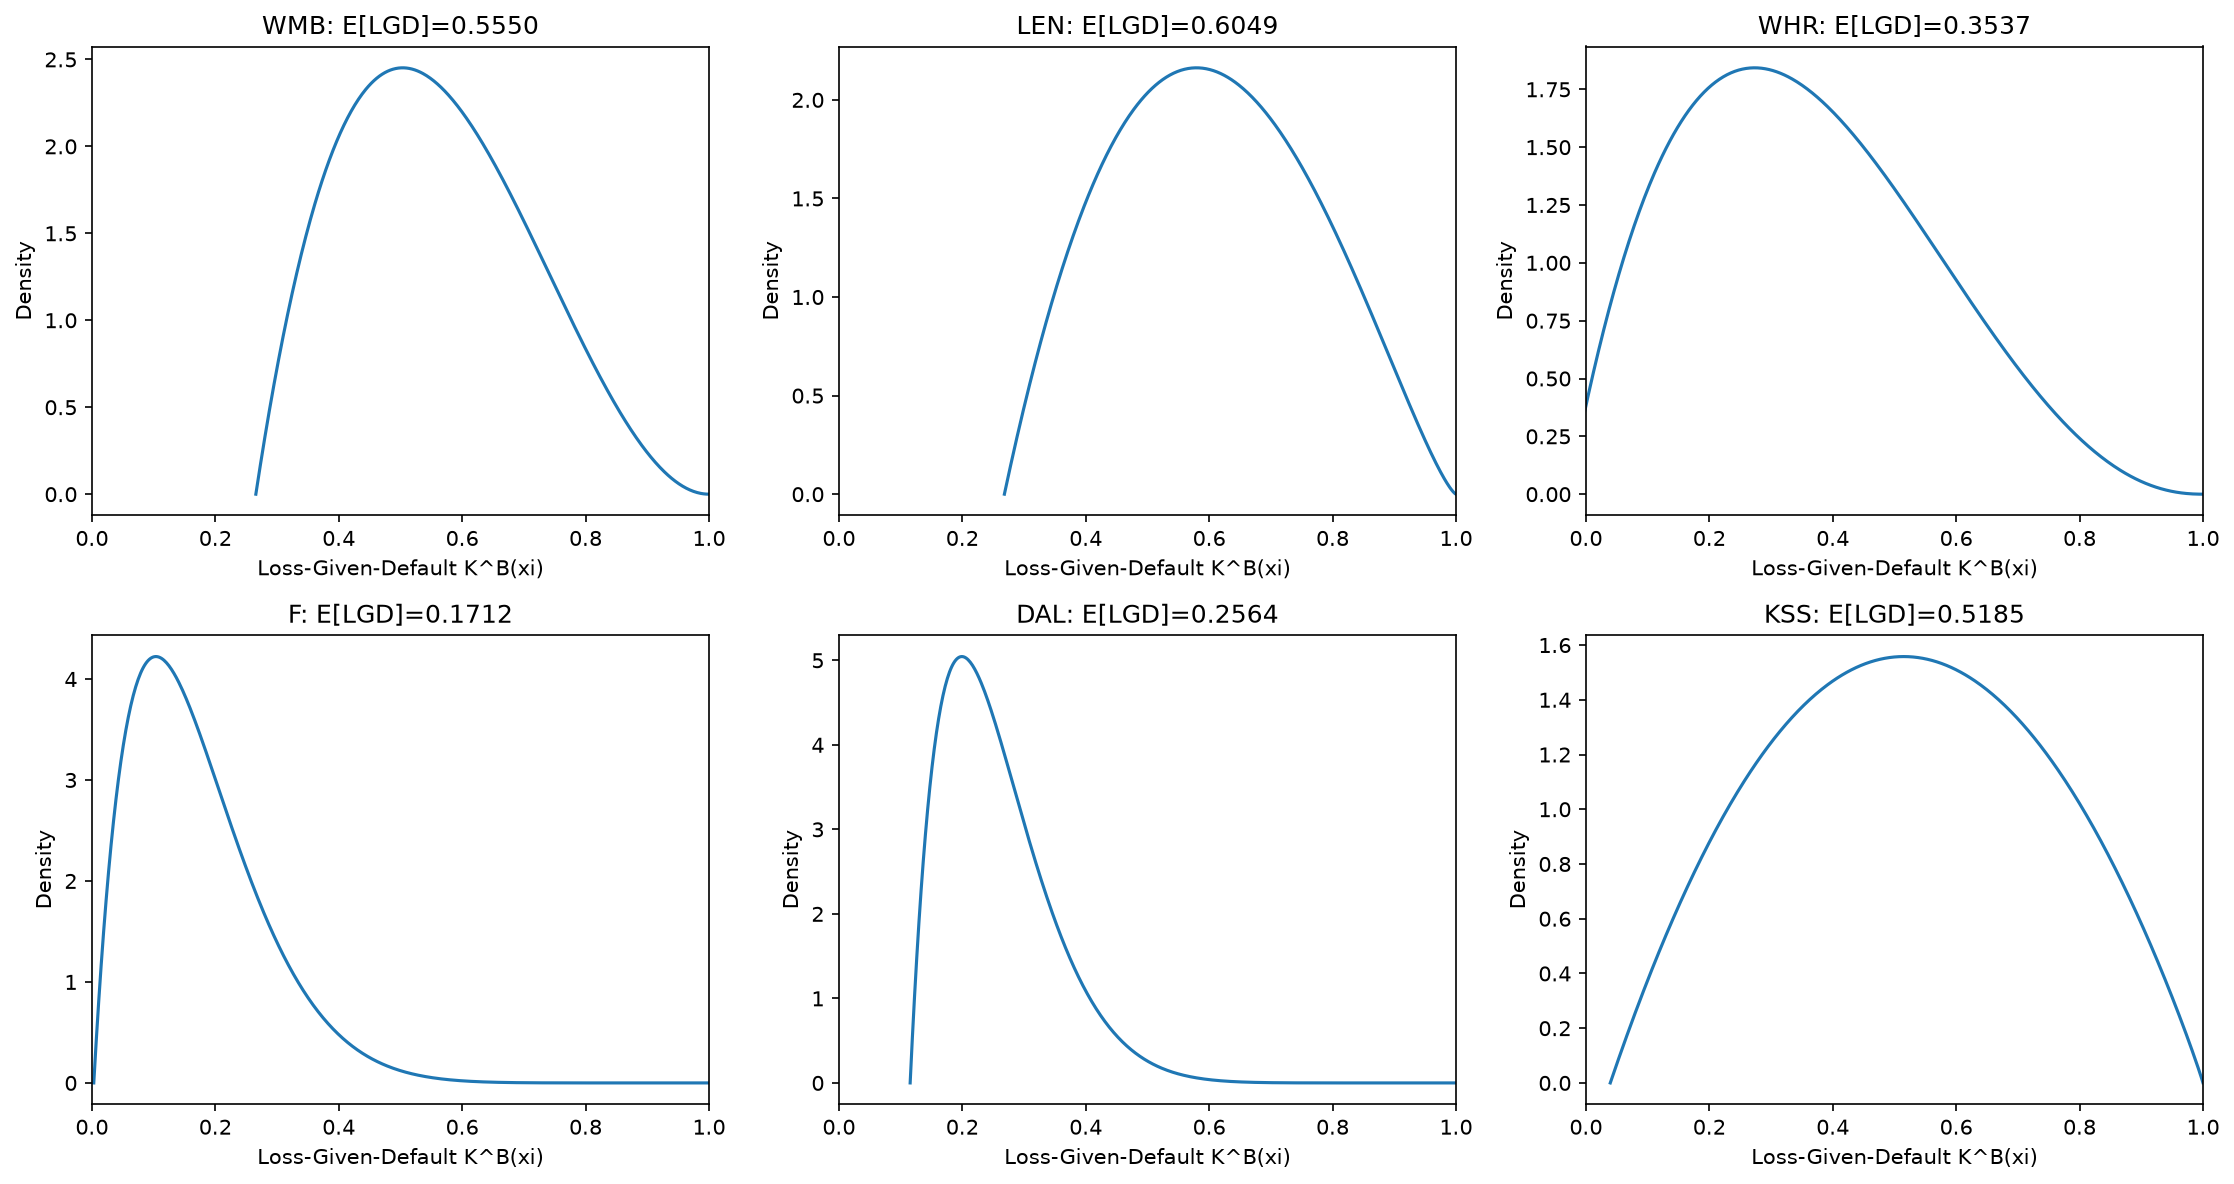 WMB: E[LGD]=0.5550
2.5
2.0
1.5
1.0
0.5
0.0
Density
0.0 0.2 0.4 0.6 0.8 1.0
Loss-Given-Default K^B(xi)
LEN: E[LGD]=0.6049
2.0
1.5
1.0
0.5
0.0
Density
0.0 0.2 0.4 0.6 0.8 1.0
Loss-Given-Default K^B(xi)
WHR: E[LGD]=0.3537
1.75
1.50
1.25
1.00
0.75
0.50
0.25
0.00
Density
0.0 0.2 0.4 0.6 0.8 1.0
Loss-Given-Default K^B(xi)
F: E[LGD]=0.1712
4
3
2
1
0
Density
0.0 0.2 0.4 0.6 0.8 1.0
Loss-Given-Default K^B(xi)
DAL: E[LGD]=0.2564
5
4
3
2
1
0
Density
0.0 0.2 0.4 0.6 0.8 1.0
Loss-Given-Default K^B(xi)
KSS: E[LGD]=0.5185
1.6
1.4
1.2
1.0
0.8
0.6
0.4
0.2
0.0
Density
0.0 0.2 0.4 0.6 0.8 1.0
Loss-Given-Default K^B(xi)